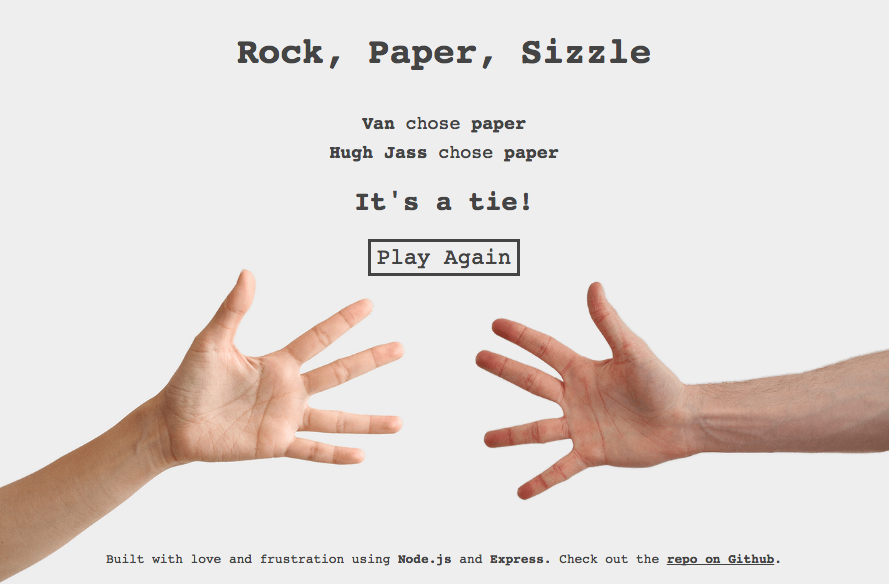 Rock, Paper, Sizzle
Van chose paper
Hugh Jass chose paper
It's a tie!
Play Again
Built with love and frustration using Node.js and Express. Check out the repo on Github.